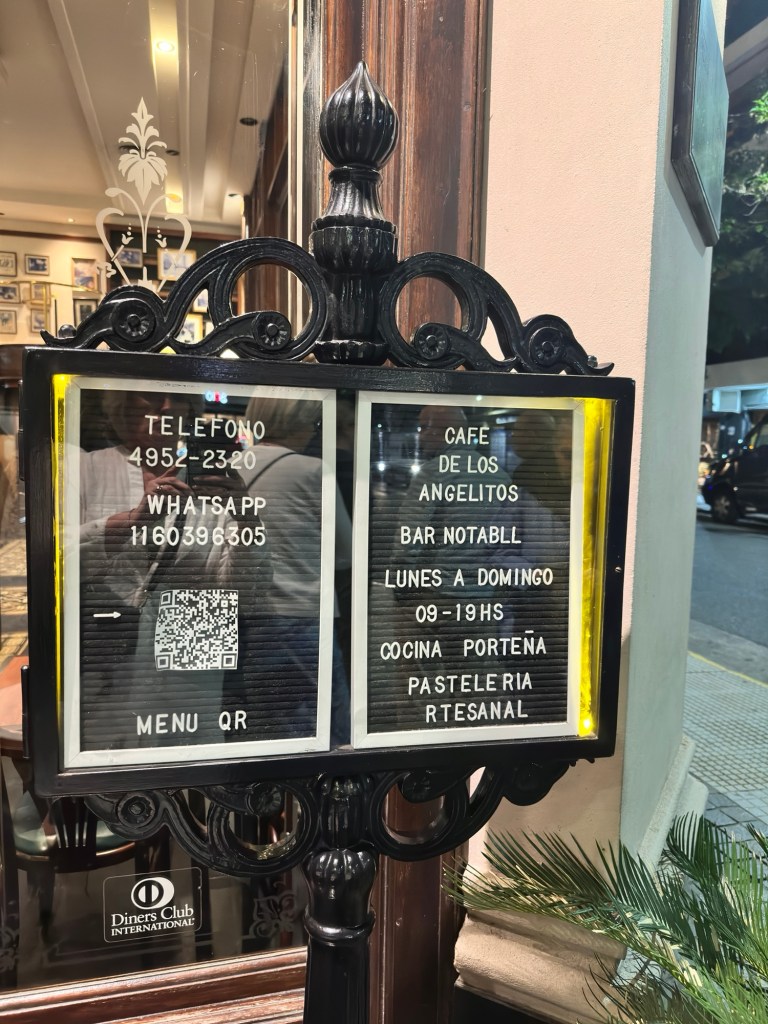 TELEFONO
4952-2320
WHATSAPP
1160396305
MENU QR
CAFE
DE LOS
ANGELITOS
BAR NOTABLL
LUNES A DOMINGO
09-19HS
COCINA PORTEÑA
PASTELERIA
RTESANAL
Diners Club
INTERNATIONAL